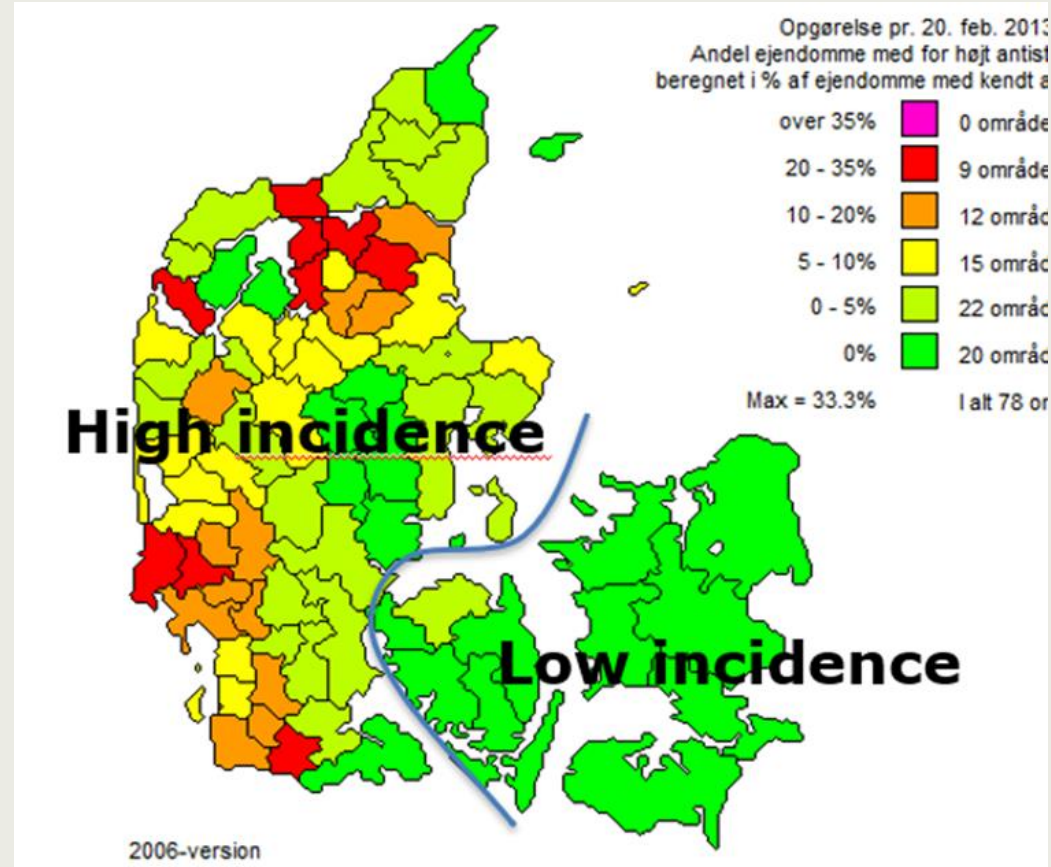 Opgørelse pr. 20. feb. 2013
Andel ejendomme med for højt antist
beregnet i % af ejendomme med kendt a
over 35% 0 område
20 - 35% 9 område
10 - 20% 12 områd
5 - 10% 15 områd
0 - 5% 22 områd
0% 20 områd
Max = 33.3% I alt 78 or
High incidence
Low incidence
2006-version